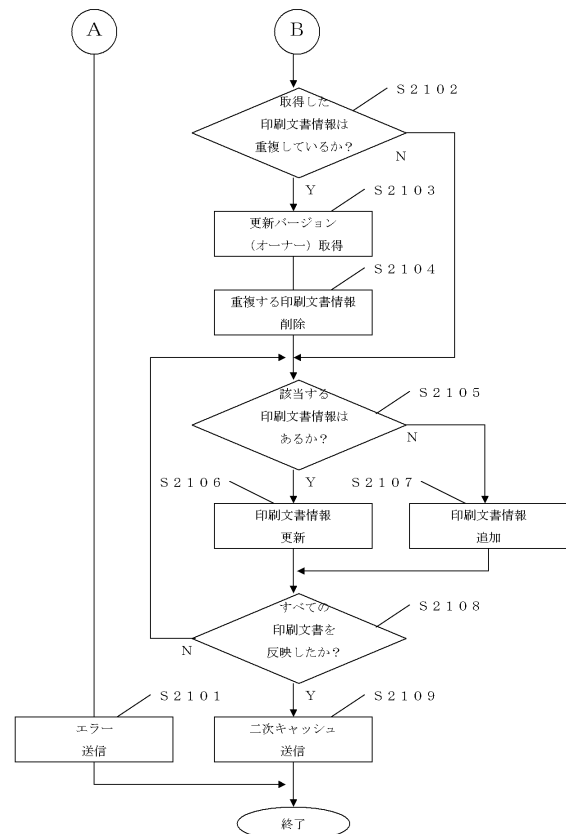 A
B
S2102
取得した
印刷文書情報は
重複しているか?
N
Y
S2103
更新バージョン
(オーナー)取得
S2104
重複する印刷文書情報
削除
S2105
該当する
印刷文書情報は
あるか?
N
Y
S2106
印刷文書情報
更新
S2107
印刷文書情報
追加
S2108
すべての
印刷文書を
反映したか?
N
Y
S2101
エラー
送信
S2109
二次キャッシュ
送信
終了